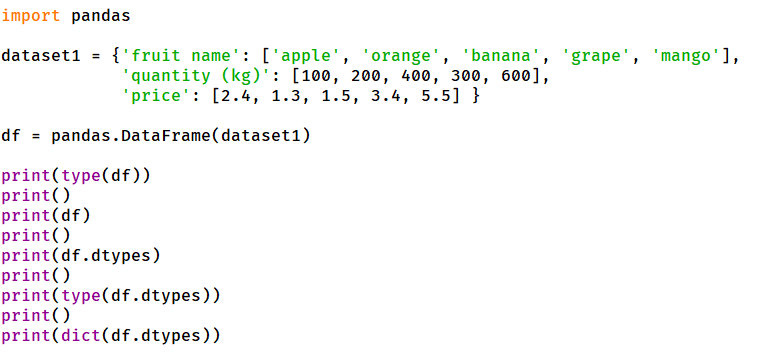 import pandas
dataset1 = {'fruit name': ['apple', 'orange', 'banana', 'grape', 'mango'],
            'quantity (kg)': [100, 200, 400, 300, 600],
            'price': [2.4, 1.3, 1.5, 3.4, 5.5] }
df = pandas.DataFrame(dataset1)
print(type(df))
print()
print(df)
print()
print(df.dtypes)
print()
print(type(df.dtypes))
print()
print(dict(df.dtypes))